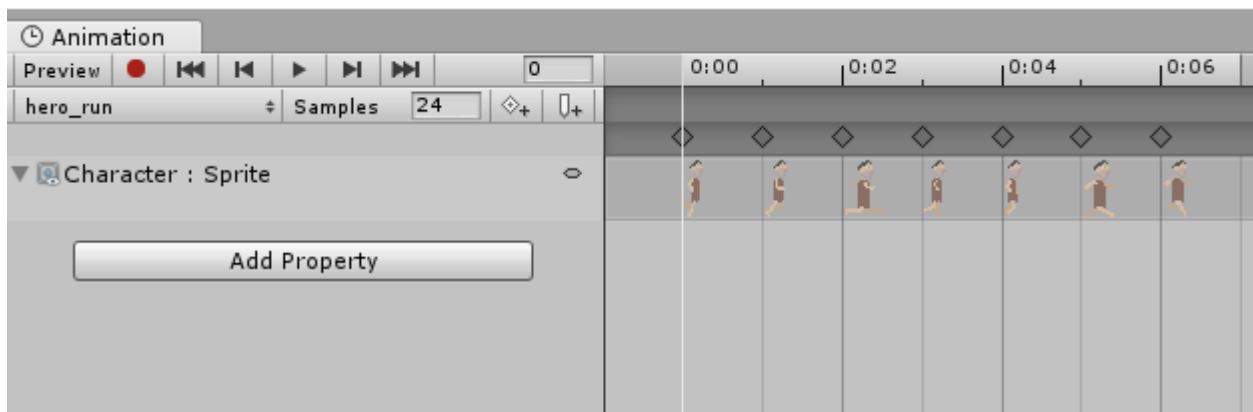 Animation
Preview 0 0:00 0:02 0:04 0:06
hero_run Samples 24
Character : Sprite
Add Property